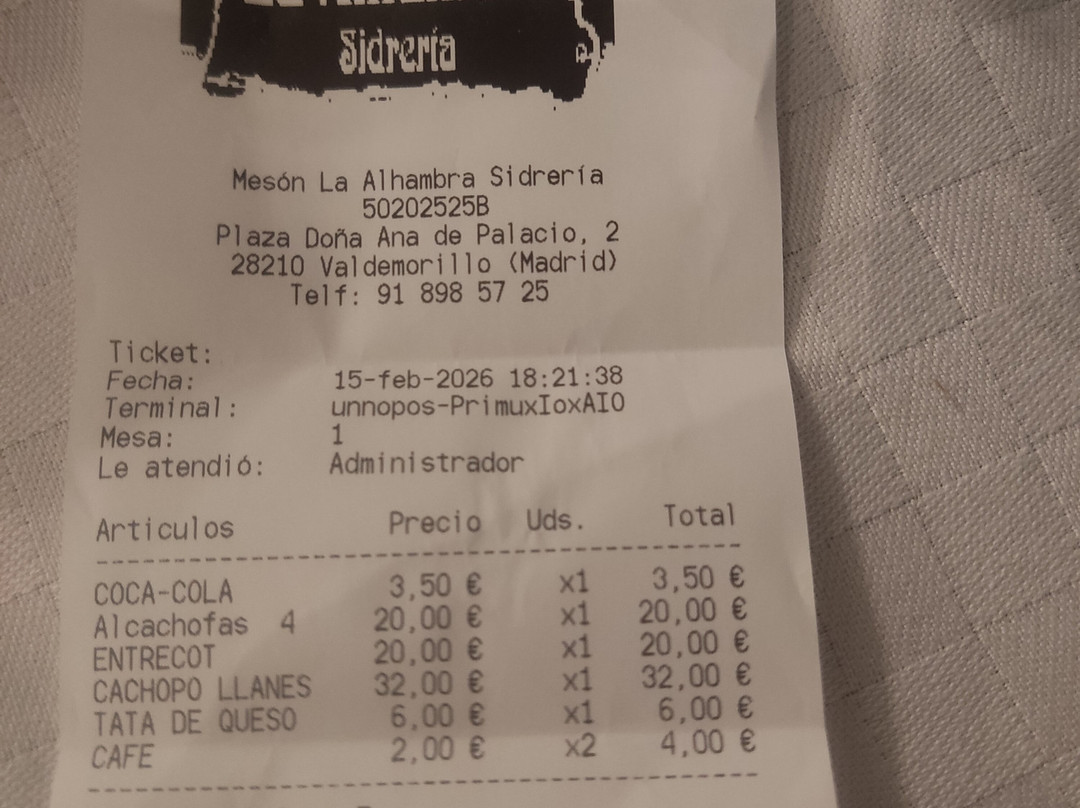 Sidrería
Mesón La Alhambra Sidrería
50202525B
Plaza Doña Ana de Palacio, 2
28210 Valdemorillo (Madrid)
Telf: 91 898 57 25
Ticket:
Fecha: 15-feb-2026 18:21:38
Terminal: unnopos-PrimuxIoxAIO
Mesa: 1
Le atendió: Administrador
Articulos Precio Uds. Total
COCA-COLA 3,50 € x1 3,50 €
Alcachofas 4 20,00 € x1 20,00 €
ENTRECOT 20,00 € x1 20,00 €
CACHOPO LLANES 32,00 € x1 32,00 €
TATA DE QUESO 6,00 € x1 6,00 €
CAFE 2,00 € x2 4,00 €